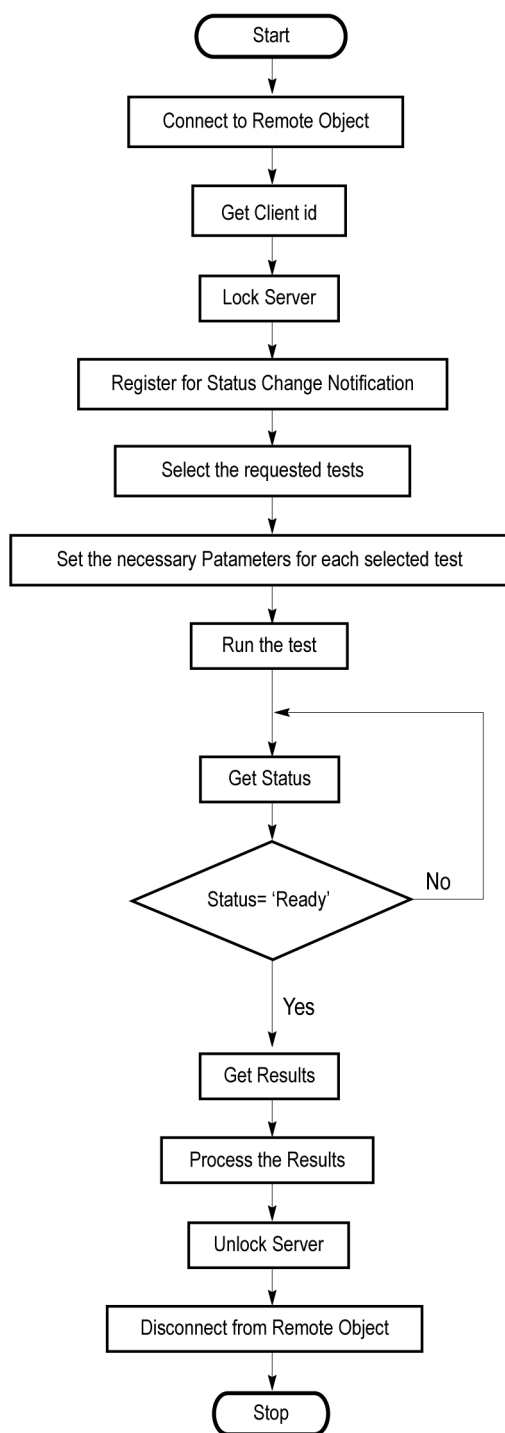 Start
Connect to Remote Object
Get Client id
Lock Server
Register for Status Change Notification
Select the requested tests
Set the necessary Patameters for each selected test
Run the test
Get Status
Status= ‘Ready’
No
Yes
Get Results
Process the Results
Unlock Server
Disconnect from Remote Object
Stop